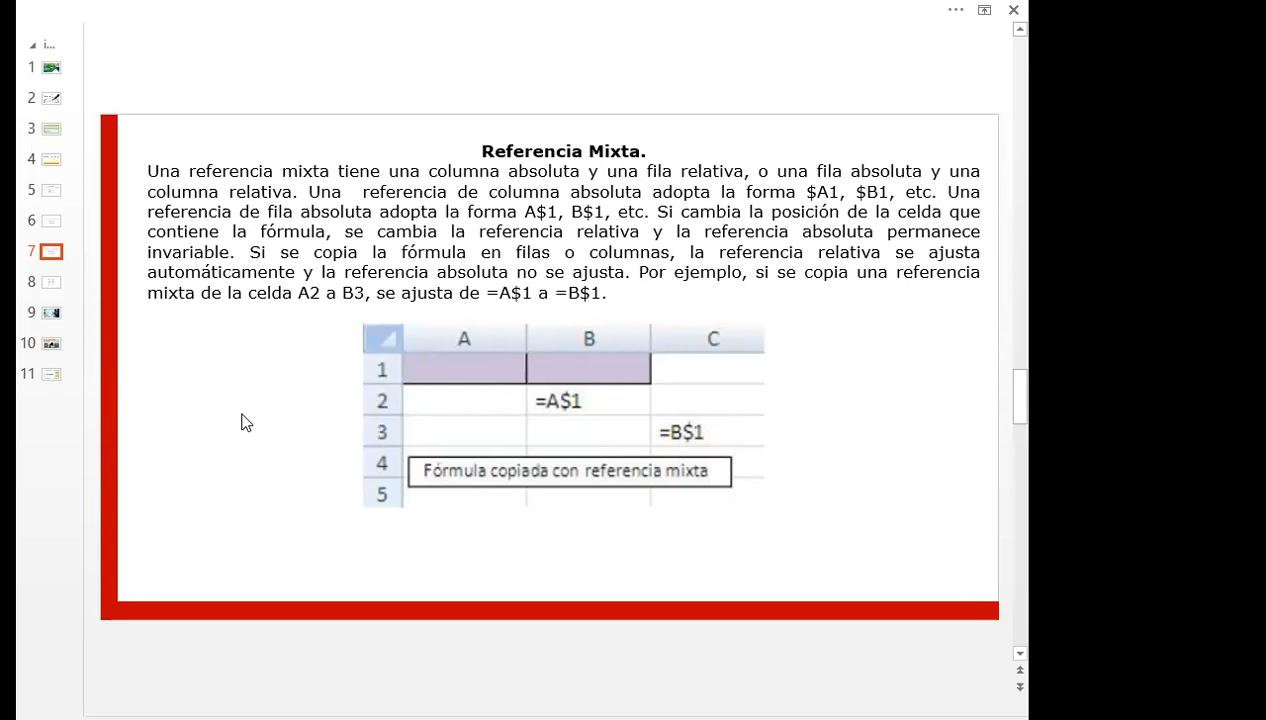 i...
1
2
3
4
5
6
7
8
9
10
11
Referencia Mixta.
Una referencia mixta tiene una columna absoluta y una fila relativa, o una fila absoluta y una
columna relativa. Una referencia de columna absoluta adopta la forma $A1, $B1, etc. Una
referencia de fila absoluta adopta la forma A$1, B$1, etc. Si cambia la posición de la celda que
contiene la fórmula, se cambia la referencia relativa y la referencia absoluta permanece
invariable. Si se copia la fórmula en filas o columnas, la referencia relativa se ajusta
automáticamente y la referencia absoluta no se ajusta. Por ejemplo, si se copia una referencia
mixta de la celda A2 a B3, se ajusta de =A$1 a =B$1.
A B C
1
2 =A$1
3 =B$1
4 Fórmula copiada con referencia mixta
5